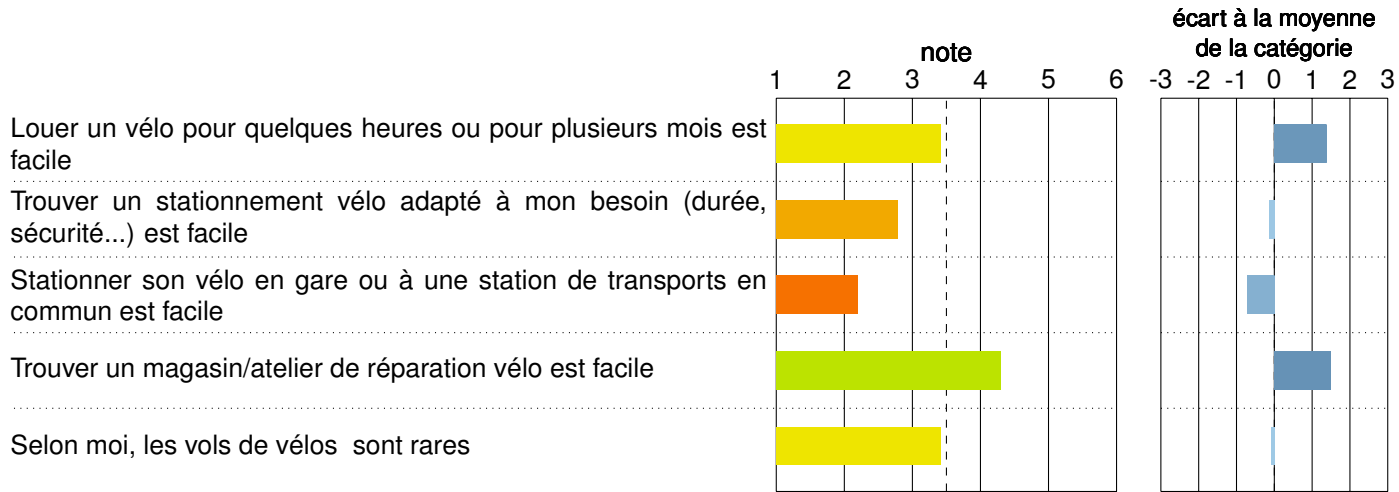 écart à la moyenne
note de la catégorie
1 2 3 4 5 6 -3 -2 -1 0 1 2 3
Louer un vélo pour quelques heures ou pour plusieurs mois est
facile
Trouver un stationnement vélo adapté à mon besoin (durée,
sécurité...) est facile
Stationner son vélo en gare ou à une station de transports en
commun est facile
Trouver un magasin/atelier de réparation vélo est facile
Selon moi, les vols de vélos sont rares